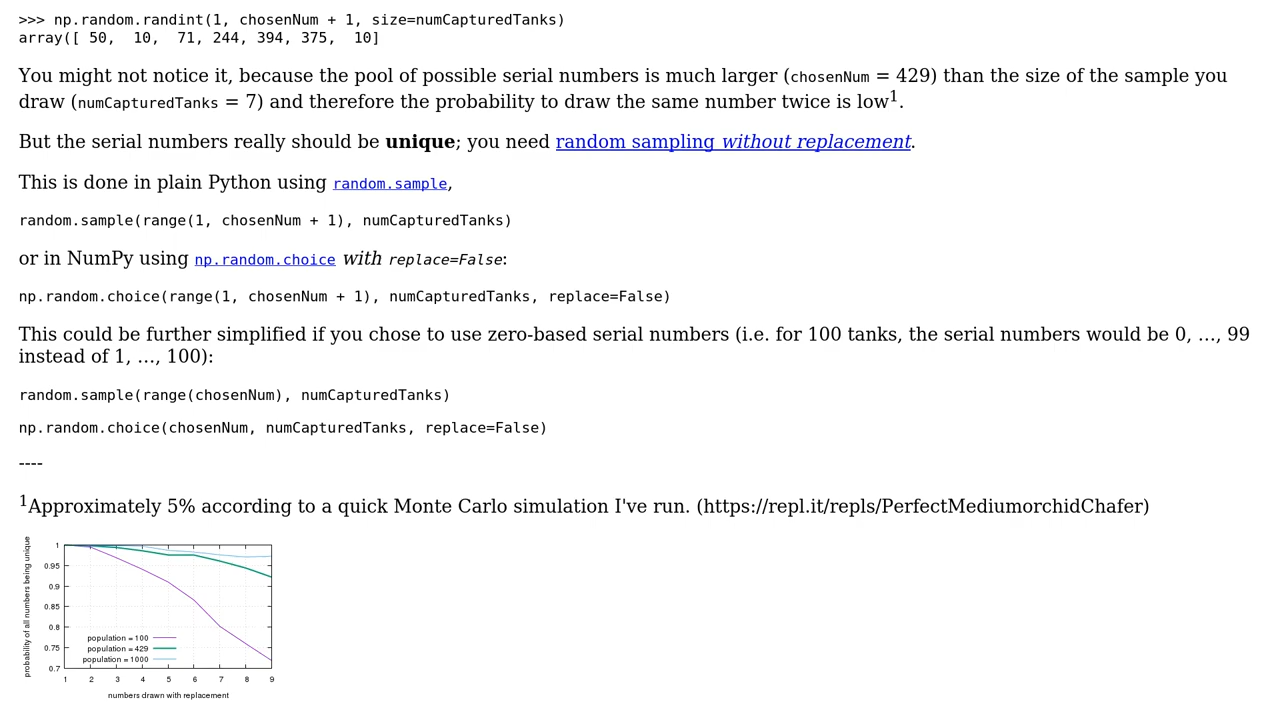 >>> np.random.randint(1, chosenNum + 1, size=numCapturedTanks)
array([ 50,  10,  71, 244, 394, 375,  10]
You might not notice it, because the pool of possible serial numbers is much larger (chosenNum = 429) than the size of the sample you
draw (numCapturedTanks = 7) and therefore the probability to draw the same number twice is low1.
But the serial numbers really should be unique; you need random sampling without replacement.
This is done in plain Python using random.sample,
random.sample(range(1, chosenNum + 1), numCapturedTanks)
or in NumPy using np.random.choice with replace=False:
np.random.choice(range(1, chosenNum + 1), numCapturedTanks, replace=False)
This could be further simplified if you chose to use zero-based serial numbers (i.e. for 100 tanks, the serial numbers would be 0, …, 99
instead of 1, …, 100):
random.sample(range(chosenNum), numCapturedTanks)
np.random.choice(chosenNum, numCapturedTanks, replace=False)
----
1Approximately 5% according to a quick Monte Carlo simulation I've run. (https://repl.it/repls/PerfectMediumorchidChafer)
probability of all numbers being unique
1
0.95
0.9
0.85
0.8
0.75
0.7
population = 100
population = 429
population = 1000
1 2 3 4 5 6 7 8 9
numbers drawn with replacement